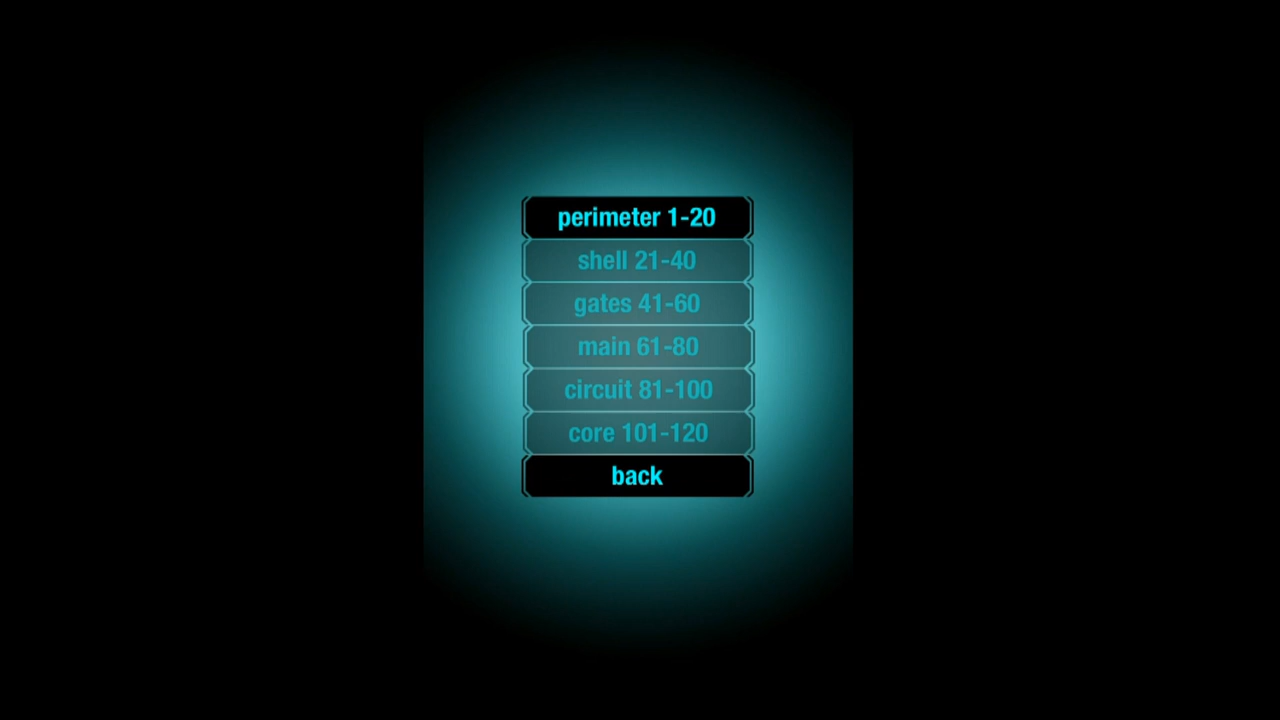 perimeter 1-20
shell 21-40
gates 41-60
main 61-80
circuit 81-100
core 101-120
back